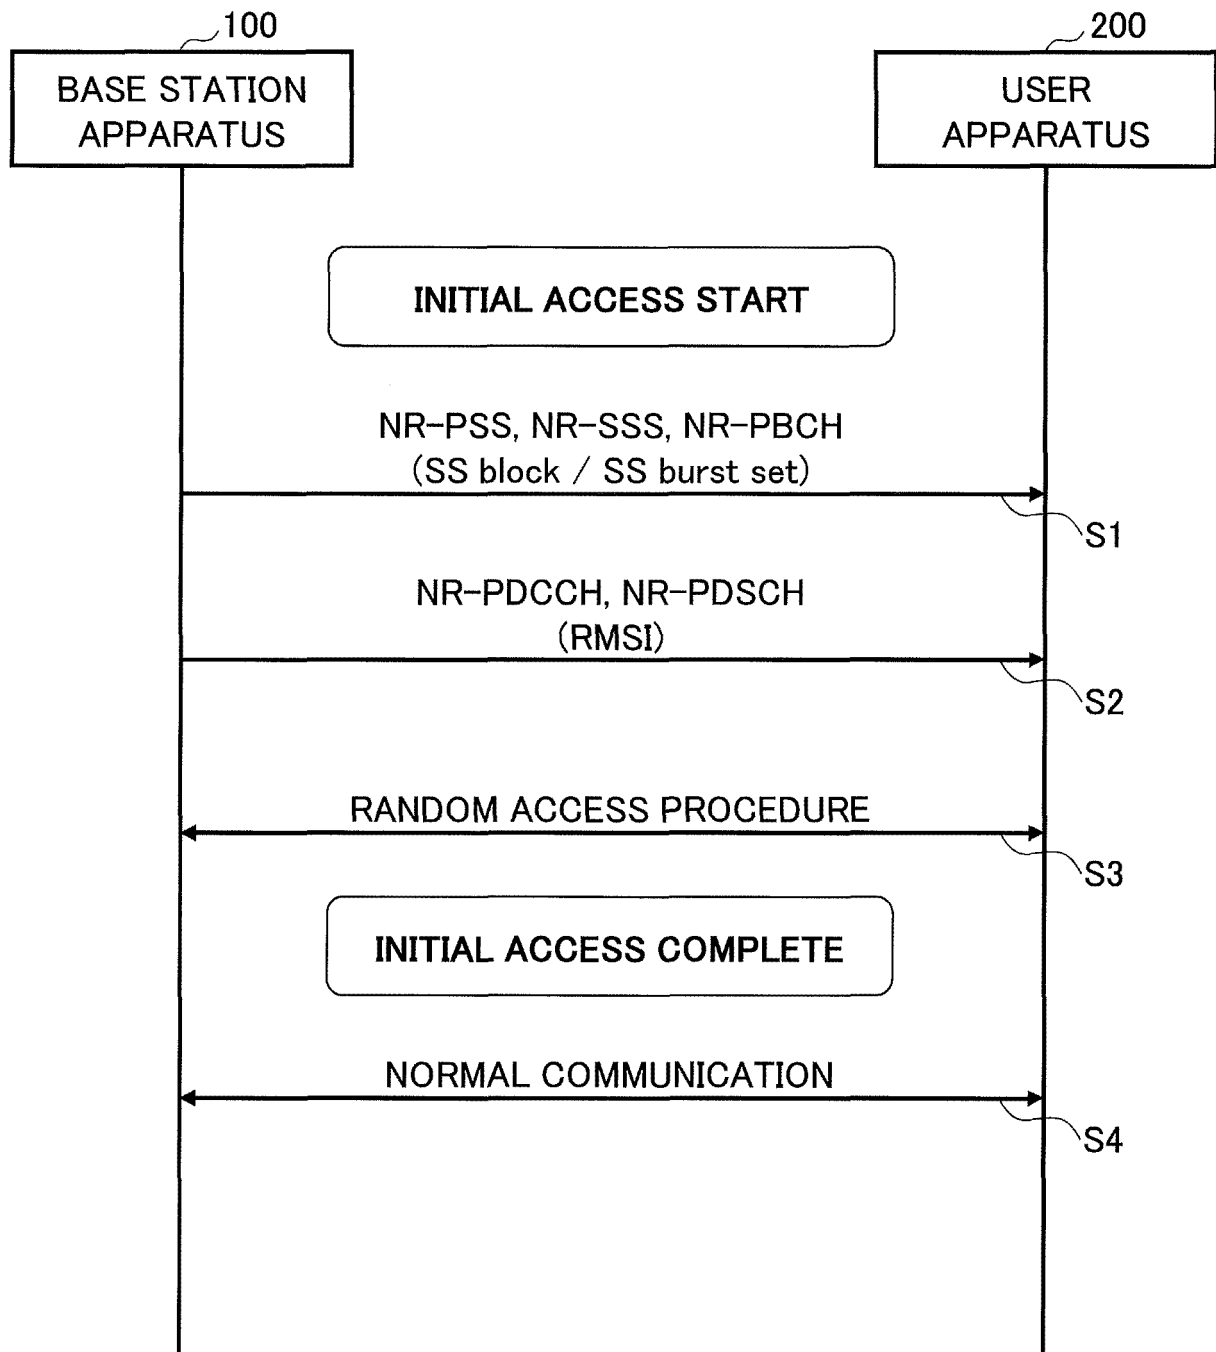 100
200
BASE STATION
APPARATUS
USER
APPARATUS
INITIAL ACCESS START
NR-PSS, NR-SSS, NR-PBCH
(SS block / SS burst set)
S1
NR-PDCCH, NR-PDSCH
(RMSI)
S2
RANDOM ACCESS PROCEDURE
S3
INITIAL ACCESS COMPLETE
NORMAL COMMUNICATION
S4